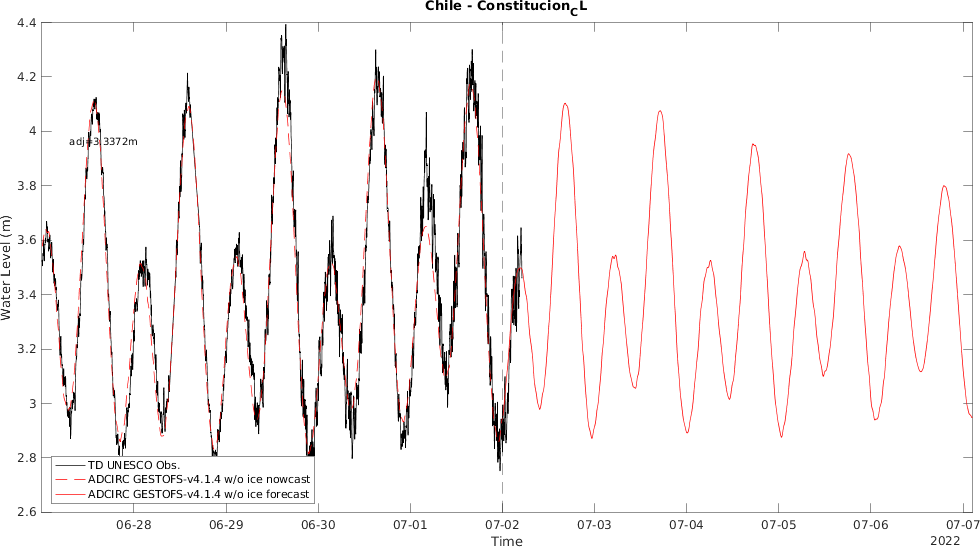 Chile - Constitucion_CL
4.4
4.2
4
3.8
3.6
3.4
3.2
3
2.8
2.6
Water Level (m)
adj=3.3372m
TD UNESCO Obs.
ADCIRC GESTOFS-v4.1.4 w/o ice nowcast
ADCIRC GESTOFS-v4.1.4 w/o ice forecast
06-28 06-29 06-30 07-01 07-02 07-03 07-04 07-05 07-06 07-07
Time
2022